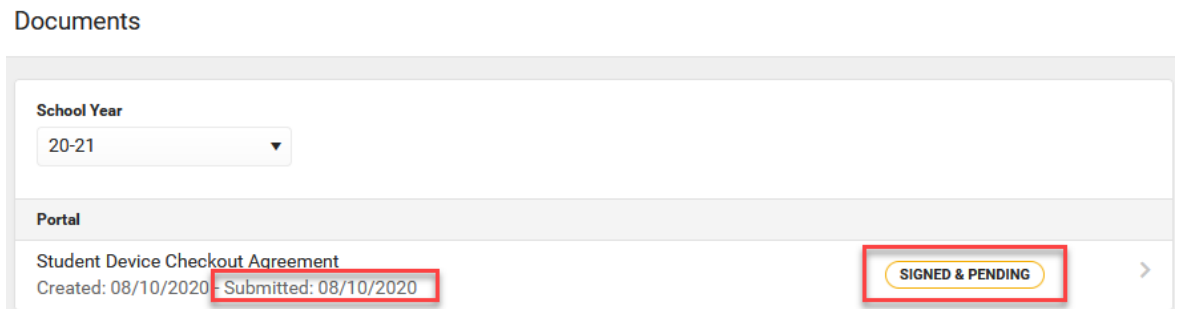 Documents
School Year
20-21
Portal
Student Device Checkout Agreement
Created: 08/10/2020 - Submitted: 08/10/2020
SIGNED & PENDING